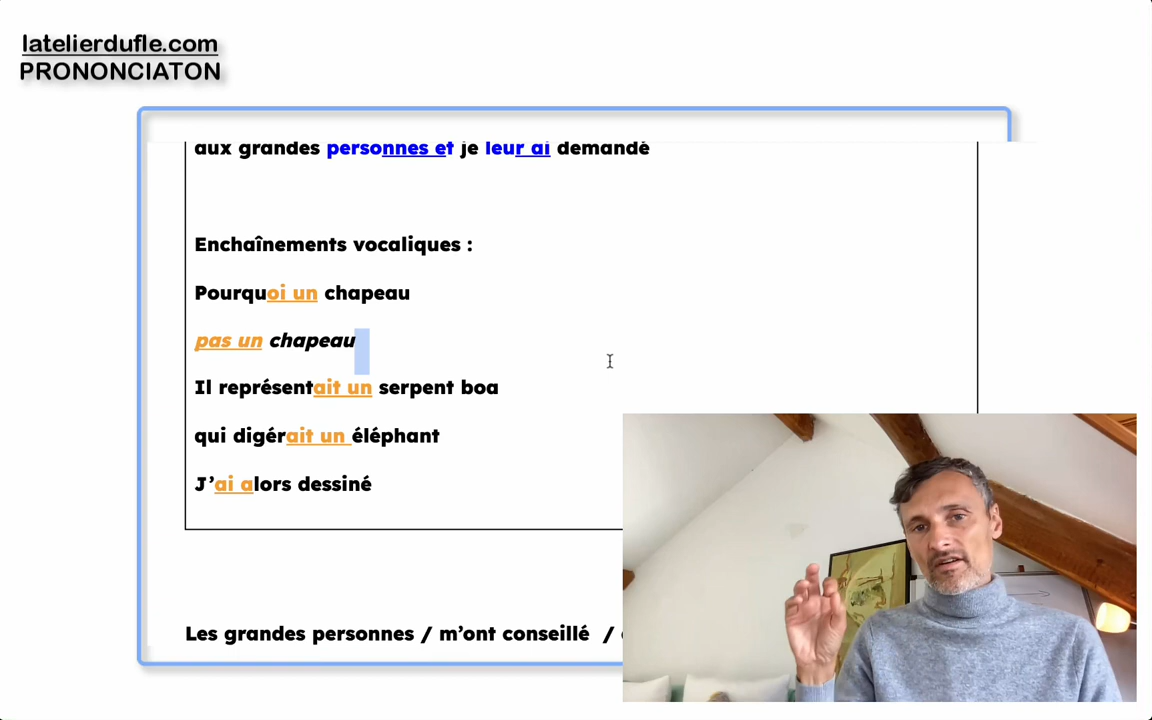 latelierdufle.com
PRONONCIATON
aux grandes personnes et je leur ai demandé
Enchaînements vocaliques :
Pourquoi un chapeau
pas un chapeau
Il représentait un serpent boa
qui digérait un éléphant
J’ai alors dessiné
Les grandes personnes / m’ont conseillé /